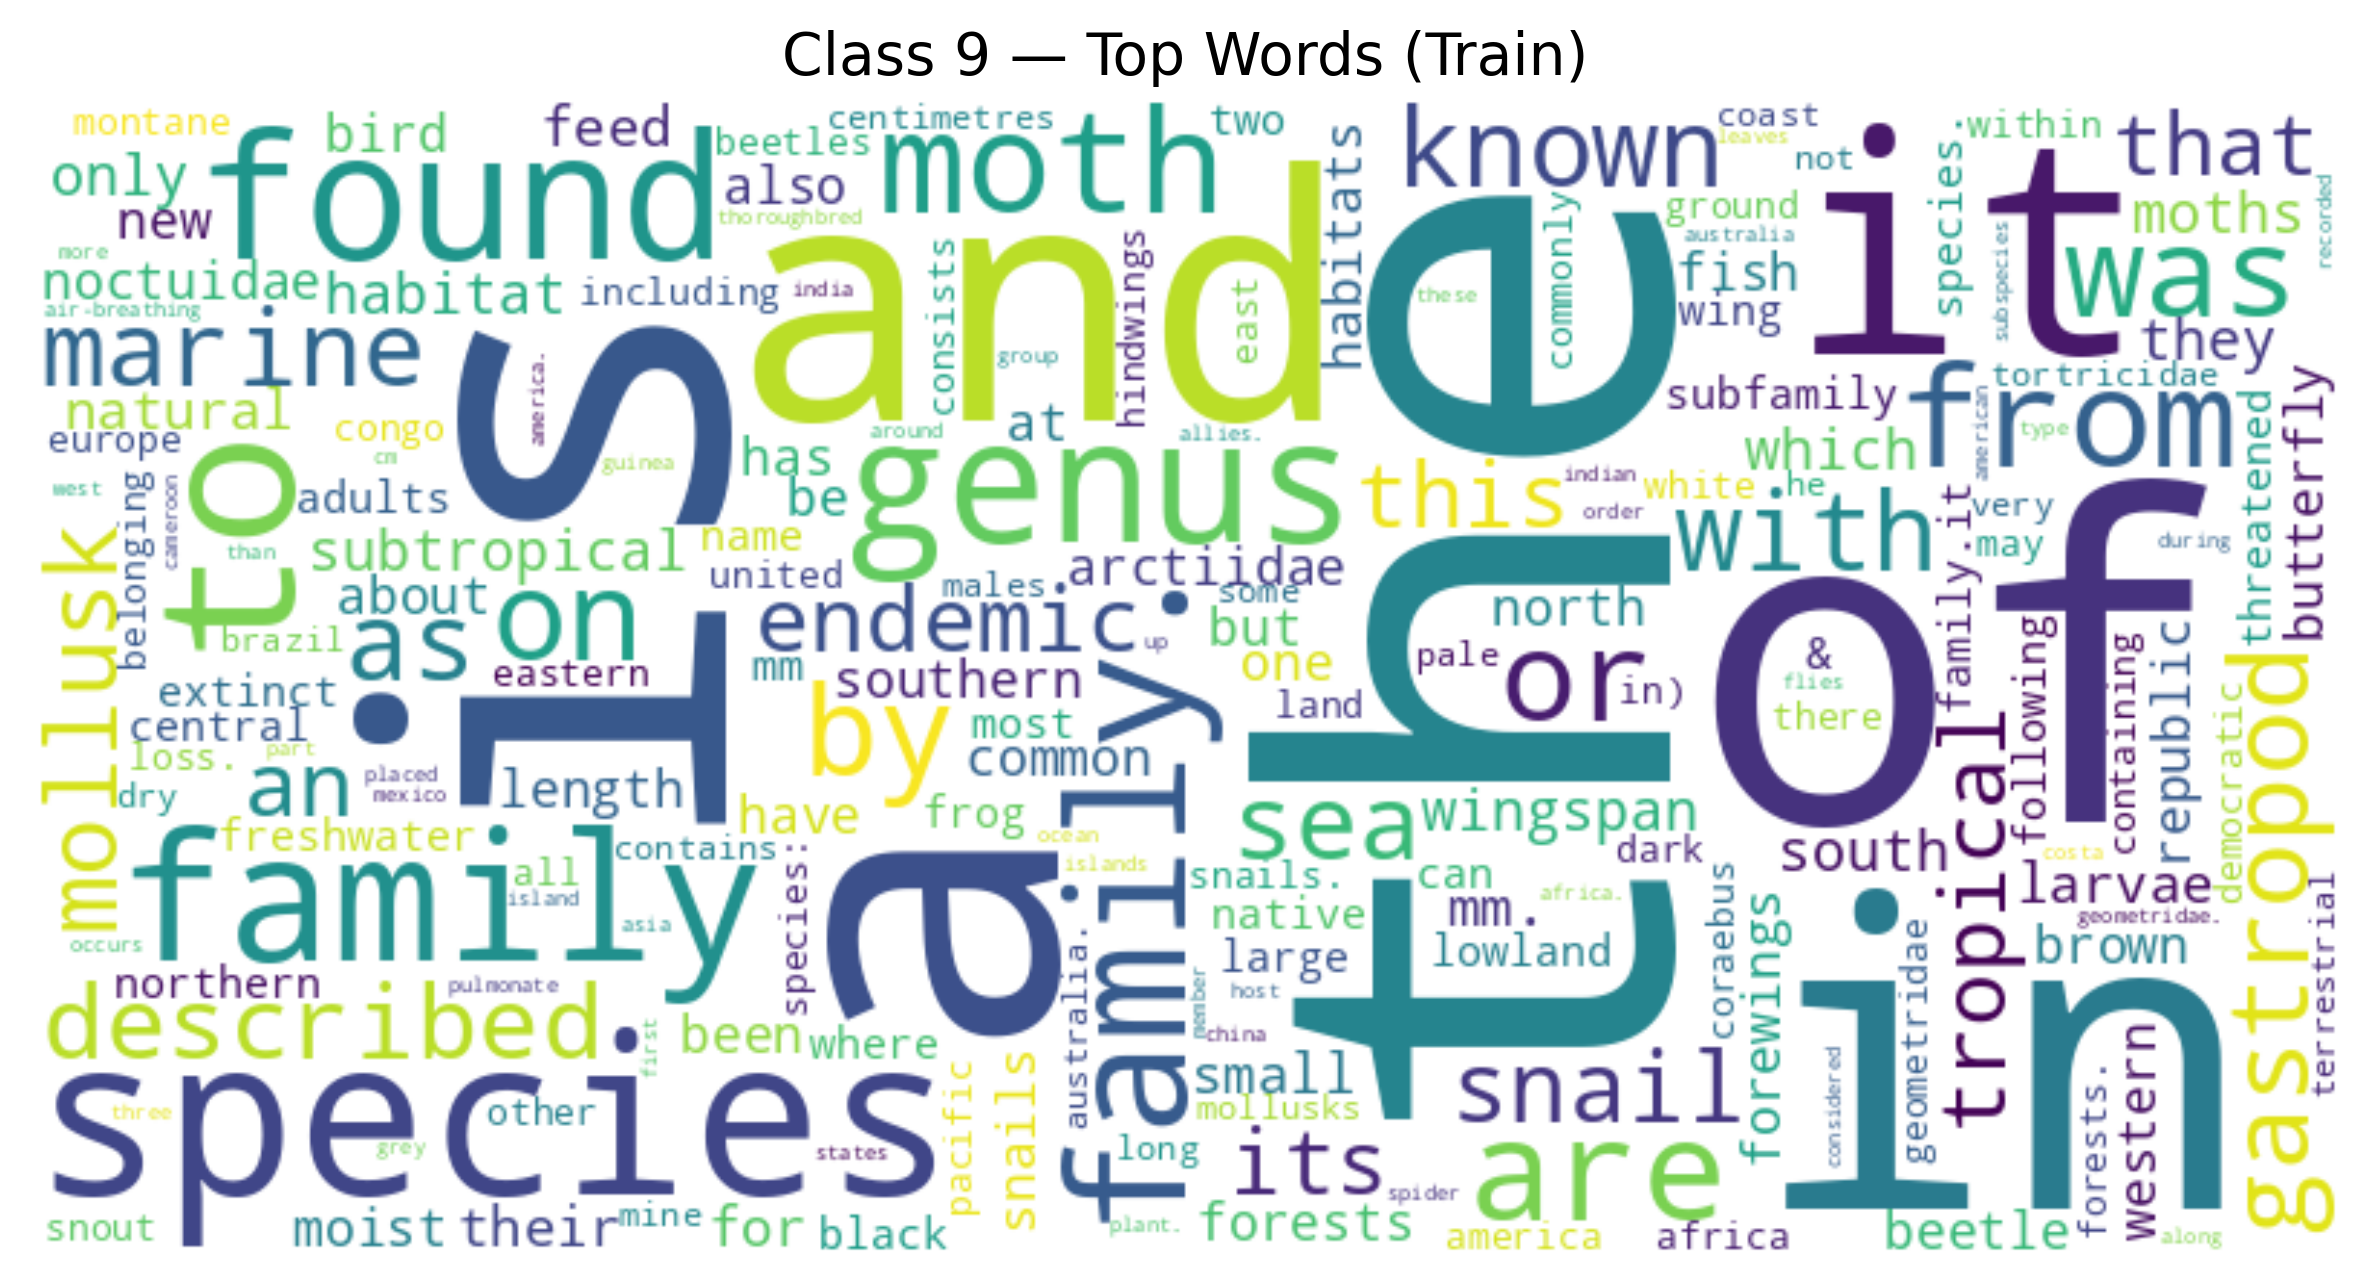 Class 9 — Top Words (Train)
montane
bird
feed
centimetres
two
coast
leaves
within
that
only
found
beetles
moth
habitats
known
not
it
species.
new
also
thoroughbred
ground
moths
recorded
more
and
the
commonly
australia
subspecies
was
noctuidae
habitat
including
india
consists
hindwings
east
these
fish
air-breathing
wing
they
marine
is
america.
group
subfamily
from
tortricidae
natural
europe
congo
cm
guinea
at
around
allies.
american
type
threatened
butterfly
to
has
genus
this
indian
white
which
west
belonging
cameroon
adults
be
order
he
with
family.it
very
of
than
subtropical
name
may
during
mollusk
about
on
united
arctiidae
males
endemic
some
north
brazil
as
eastern
mm
up
but
one
pale
or
in)
&
flies
there
following
containing
republic
extinct
southern
land
central
by
most
family.
common
tropical
democratic
gastropod
loss.
part
an
placed
mexico
length
dry
have
frog
ocean
sea
wingspan
freshwater
family
all
contains
islands
snails.
can
dark
south
costa
island
species:
a
native
mm.
africa.
larvae
asia
occurs
coraebus
forewings
geometridae.
northern
pulmonate
large
lowland
in
geometridae
brown
terrestrial
described
host
member
australia.
china
first
been
where
species
three
other
grey
states
pacific
snails
small
mollusks
snail
considered
forests.
western
long
its
spider
are
snout
moist
their
mine
for
black
plant.
forests
america
africa
beetle
along